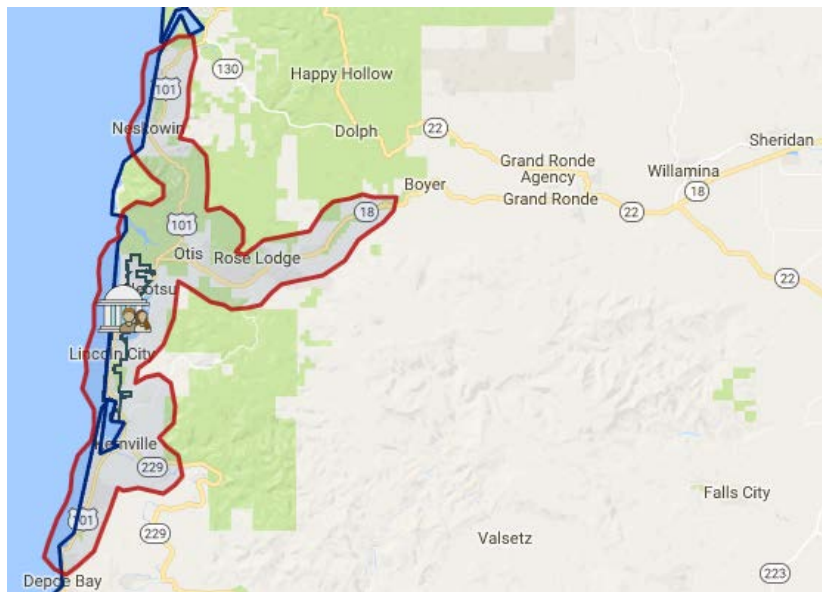 130
Happy Hollow
101
Neskowin
Dolph
22
Sheridan
Grand Ronde
Agency
Willamina
Boyer
18
Grand Ronde
18
22
101
Otis
Rose Lodge
22
Lincoln City
229
Falls City
101
229
Valsetz
223
Depoe Bay